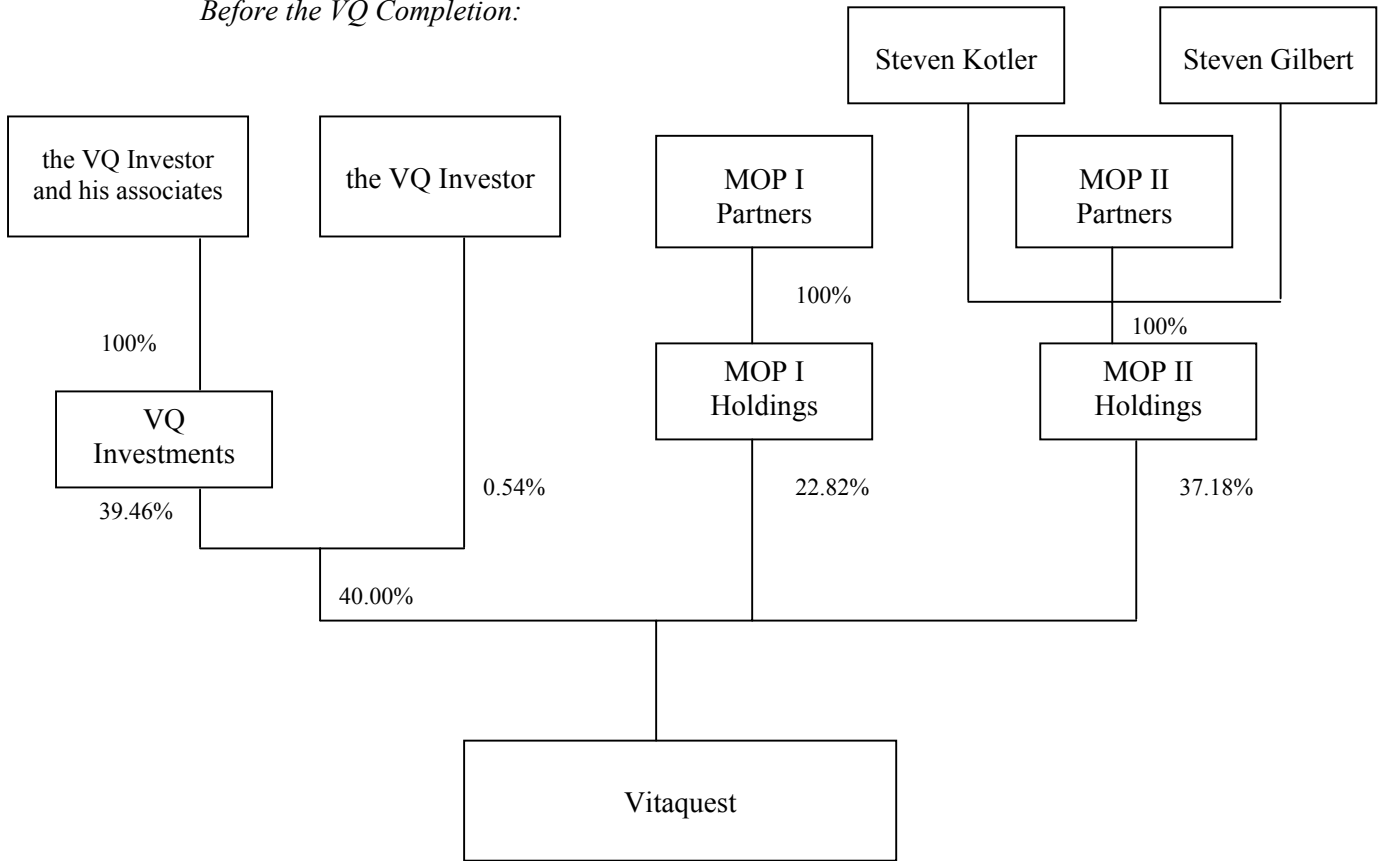 Before the VQ Completion:
Steven Kotler
Steven Gilbert
the VQ Investor
and his associates
the VQ Investor
MOP I
Partners
MOP II
Partners
100%
100%
100%
VQ
Investments
MOP I
Holdings
MOP II
Holdings
39.46%
0.54%
22.82%
37.18%
40.00%
Vitaquest